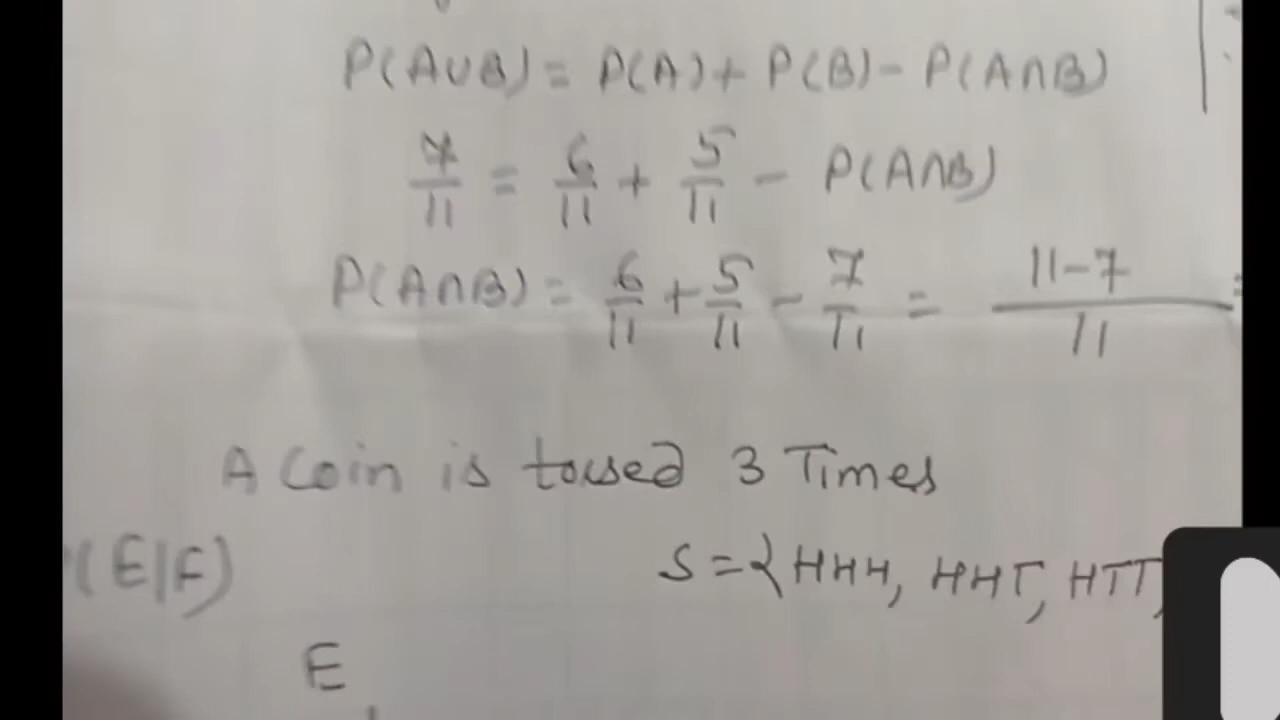 P(A∪B) = P(A) + P(B) - P(A∩B)
7/11 = 6/11 + 5/11 - P(A∩B)
P(A∩B) = 6/11 + 5/11 - 7/11 = 11-7/11 =
A Coin is tossed 3 Times
(E|F)
S = {HHH, HHT, HTT,
E